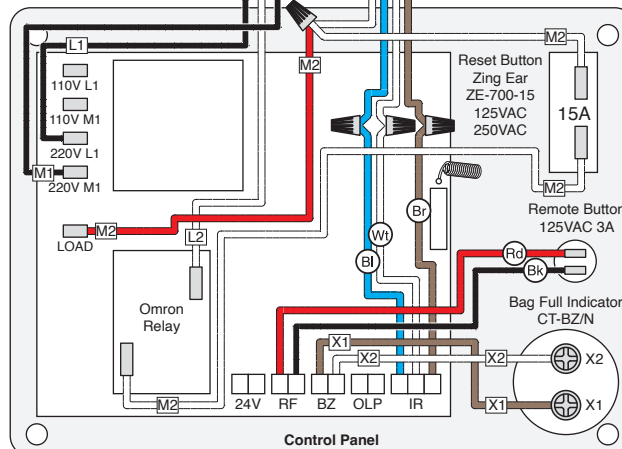 L1
M2
M2
110V L1
110V M1
220V L1
M1
220V M1
Reset Button
Zing Ear
ZE-700-15
125VAC
250VAC
15A
M2
M2
LOAD
L2
Wt
Br
Bl
Remote Button
125VAC 3A
Rd
Bk
Omron
Relay
Bag Full Indicator
CT-BZ/N
X1
X2
X2
X2
24V
RF
BZ
OLP
IR
M2
X1
X1
Control Panel